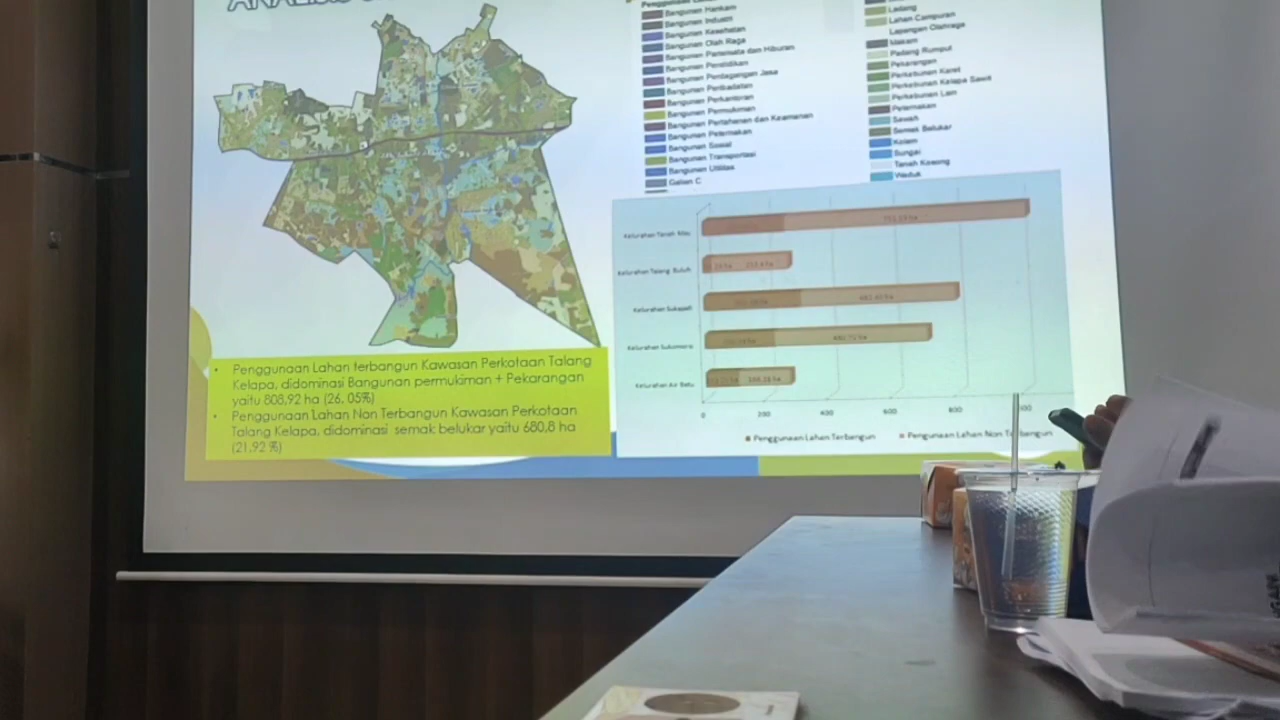 ANALISIS
Penggunaan
Bangunan Hankam
Bangunan Industri
Bangunan Kesehatan
Bangunan Olah Raga
Bangunan Pariwisata dan Hiburan
Bangunan Pendidikan
Bangunan Perdagangan Jasa
Bangunan Peribadatan
Bangunan Perkantoran
Bangunan Permukiman
Bangunan Pertahanan dan Keamanan
Bangunan Peternakan
Bangunan Sosial
Bangunan Transportasi
Bangunan Utilitas
Galian C
Ladang
Lahan Campuran
Lapangan Olahraga
Makam
Padang Rumput
Pekarangan
Perkebunan Karet
Perkebunan Kelapa Sawit
Perkebunan Lain
Peternakan
Sawah
Semak Belukar
Kolam
Sungai
Tanah Kosong
Waduk
Kelurahan Tanah Mas
Kelurahan Talang Buluh
Kelurahan Sukajadi
Kelurahan Sukomoro
Kelurahan Air Batu
0 200 400 600 800
Penggunaan Lahan Terbangun
Pengunaan Lahan Non Terbangun
• Penggunaan Lahan terbangun Kawasan Perkotaan Talang
Kelapa, didominasi Bangunan permukiman + Pekarangan
yaitu 808,92 ha (26, 05%)
• Penggunaan Lahan Non Terbangun Kawasan Perkotaan
Talang Kelapa, didominasi semak belukar yaitu 680,8 ha
(21,92 %)